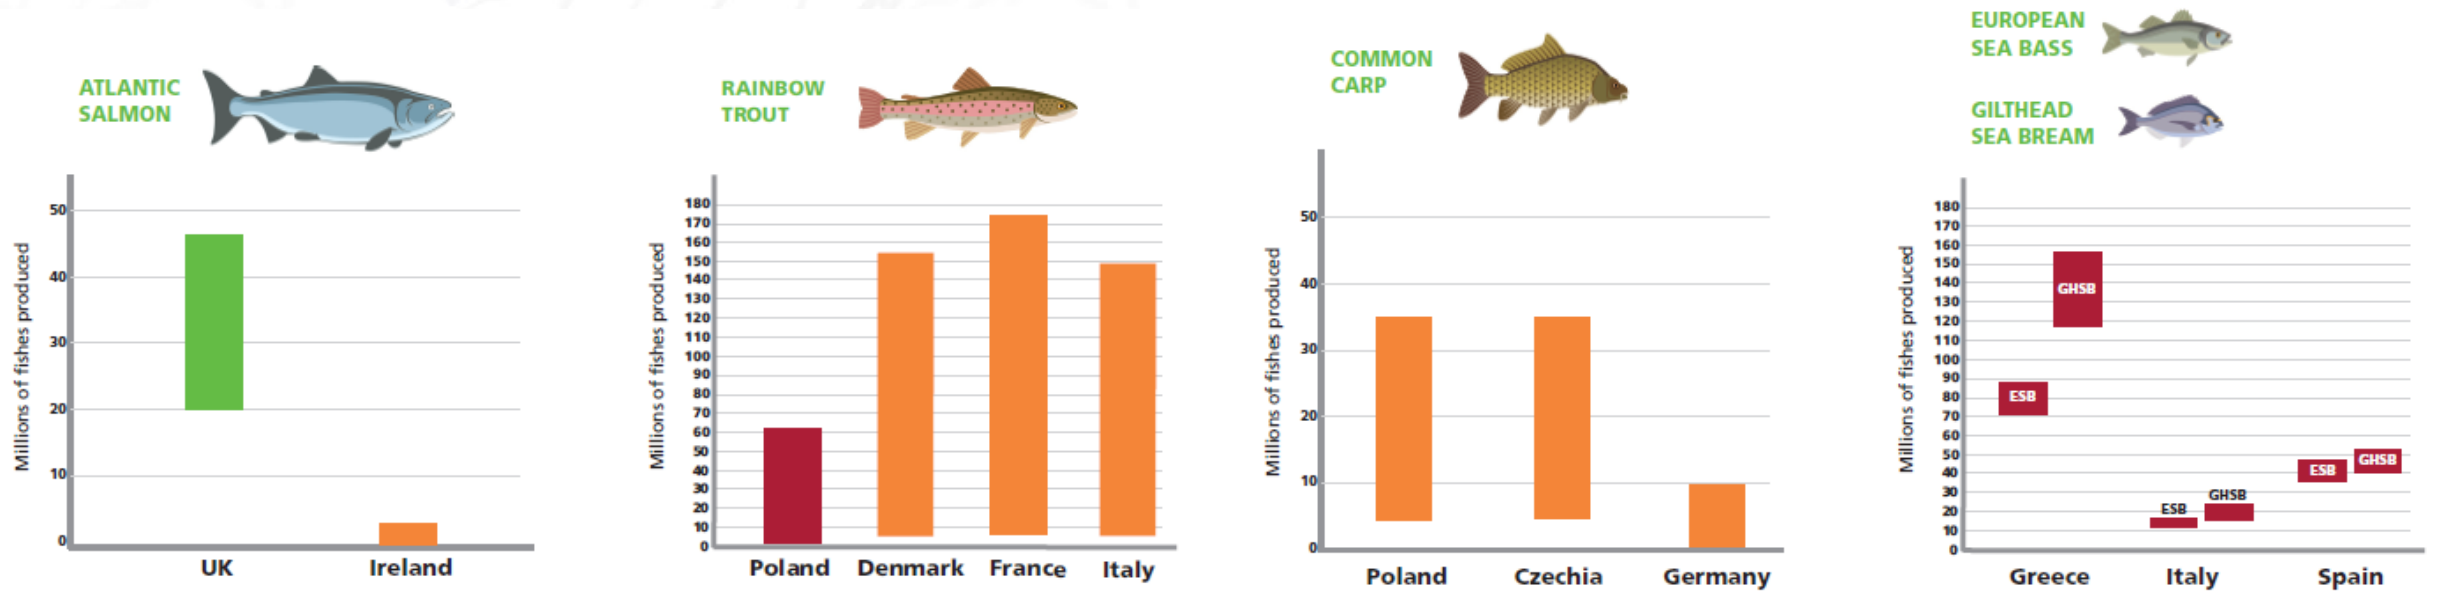 ATLANTIC
SALMON
Millions of fishes produced
50
40
30
20
10
0
UK
Ireland
RAINBOW
TROUT
Millions of fishes produced
180
170
160
150
140
130
120
110
100
90
80
70
60
50
40
30
20
10
0
Poland
Denmark
France
Italy
COMMON
CARP
Millions of fishes produced
50
40
30
20
10
0
Poland
Czechia
Germany
EUROPEAN
SEA BASS
GILTHEAD
SEA BREAM
Millions of fishes produced
180
170
160
150
140
130
120
110
100
90
80
70
60
50
40
30
20
10
0
ESB
GHSB
ESB
GHSB
ESB
GHSB
Greece
Italy
Spain